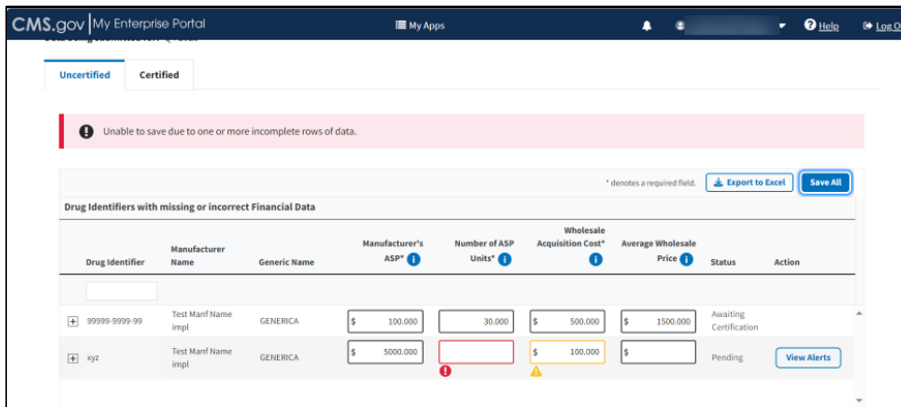 CMS.gov My Enterprise Portal
My Apps
Help
Log O
Uncertified
Certified
Unable to save due to one or more incomplete rows of data.
* denotes a required field.
Export to Excel
Save All
Drug Identifiers with missing or incorrect Financial Data
Drug Identifier
Manufacturer
Name
Generic Name
Manufacturer's
ASP*
Number of ASP
Units*
Wholesale
Acquisition Cost*
Average Wholesale
Price
Status
Action
99999-9999-99
Test Manf Name
impl
GENERICA
$ 100.000
30.000
$ 500.000
$ 1500.000
Awaiting
Certification
xyz
Test Manf Name
impl
GENERICA
$ 5000.000
$ 100.000
$
Pending
View Alerts